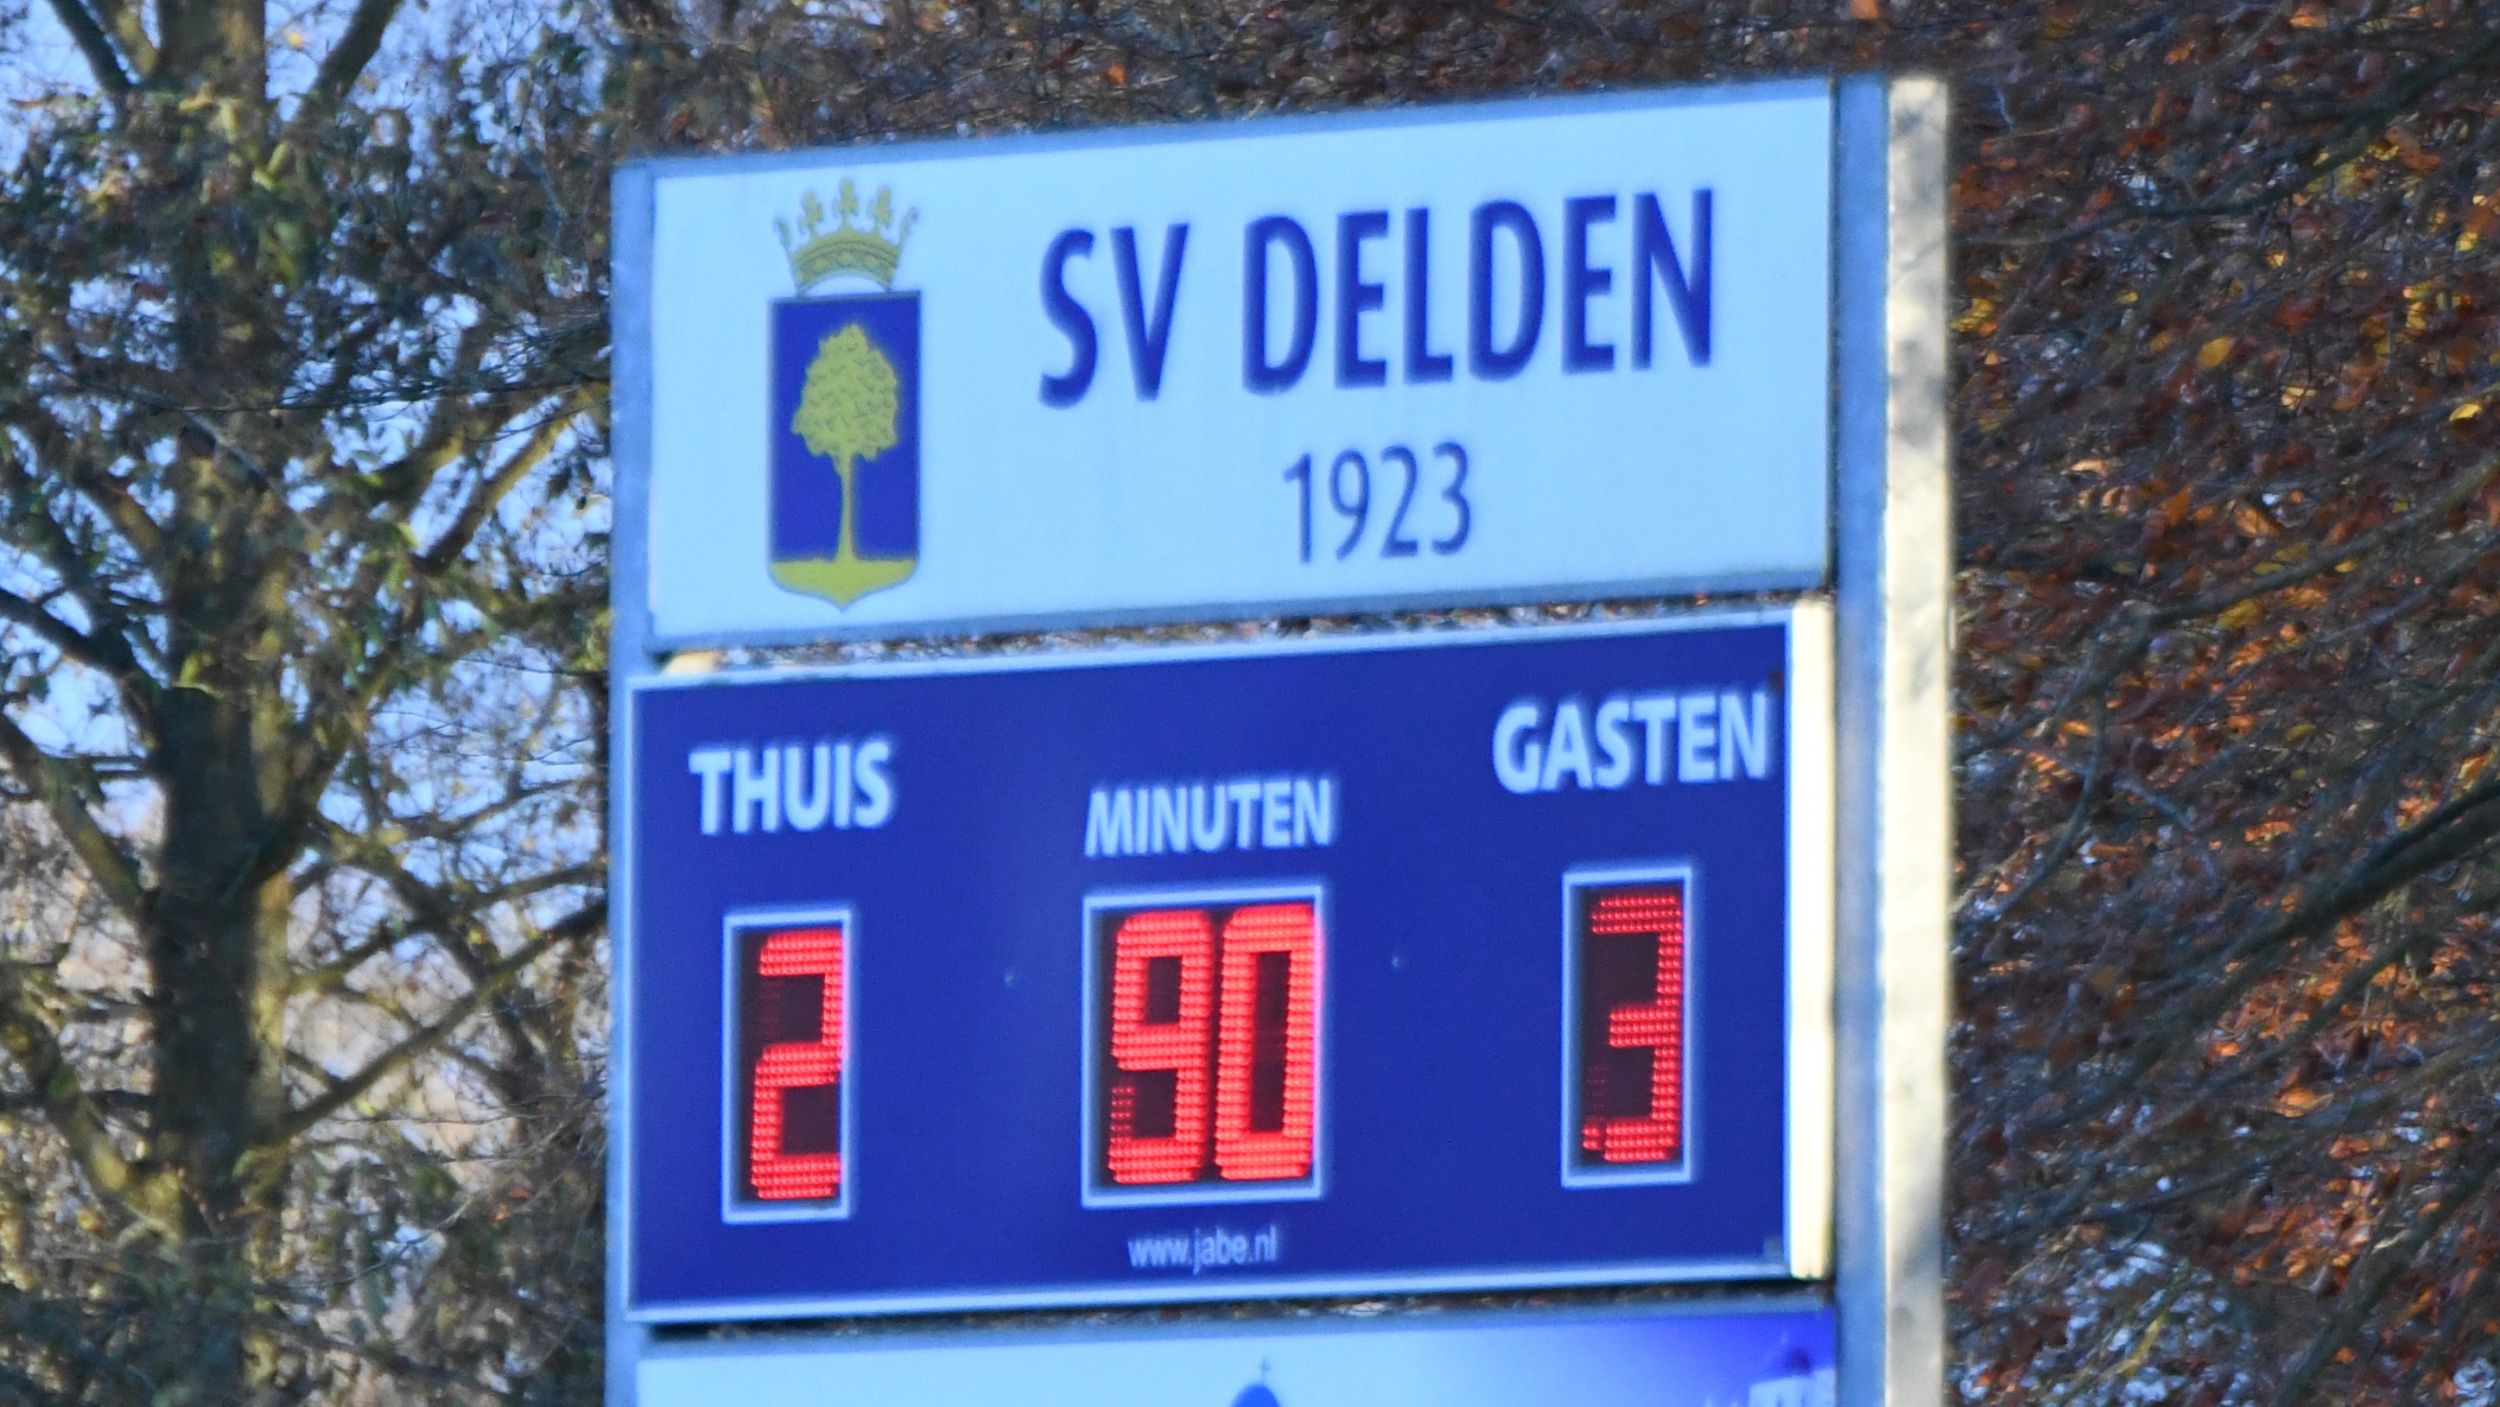 SV DELDEN
1923
THUIS MINUTEN GASTEN
2 90 3
www.jabe.nl